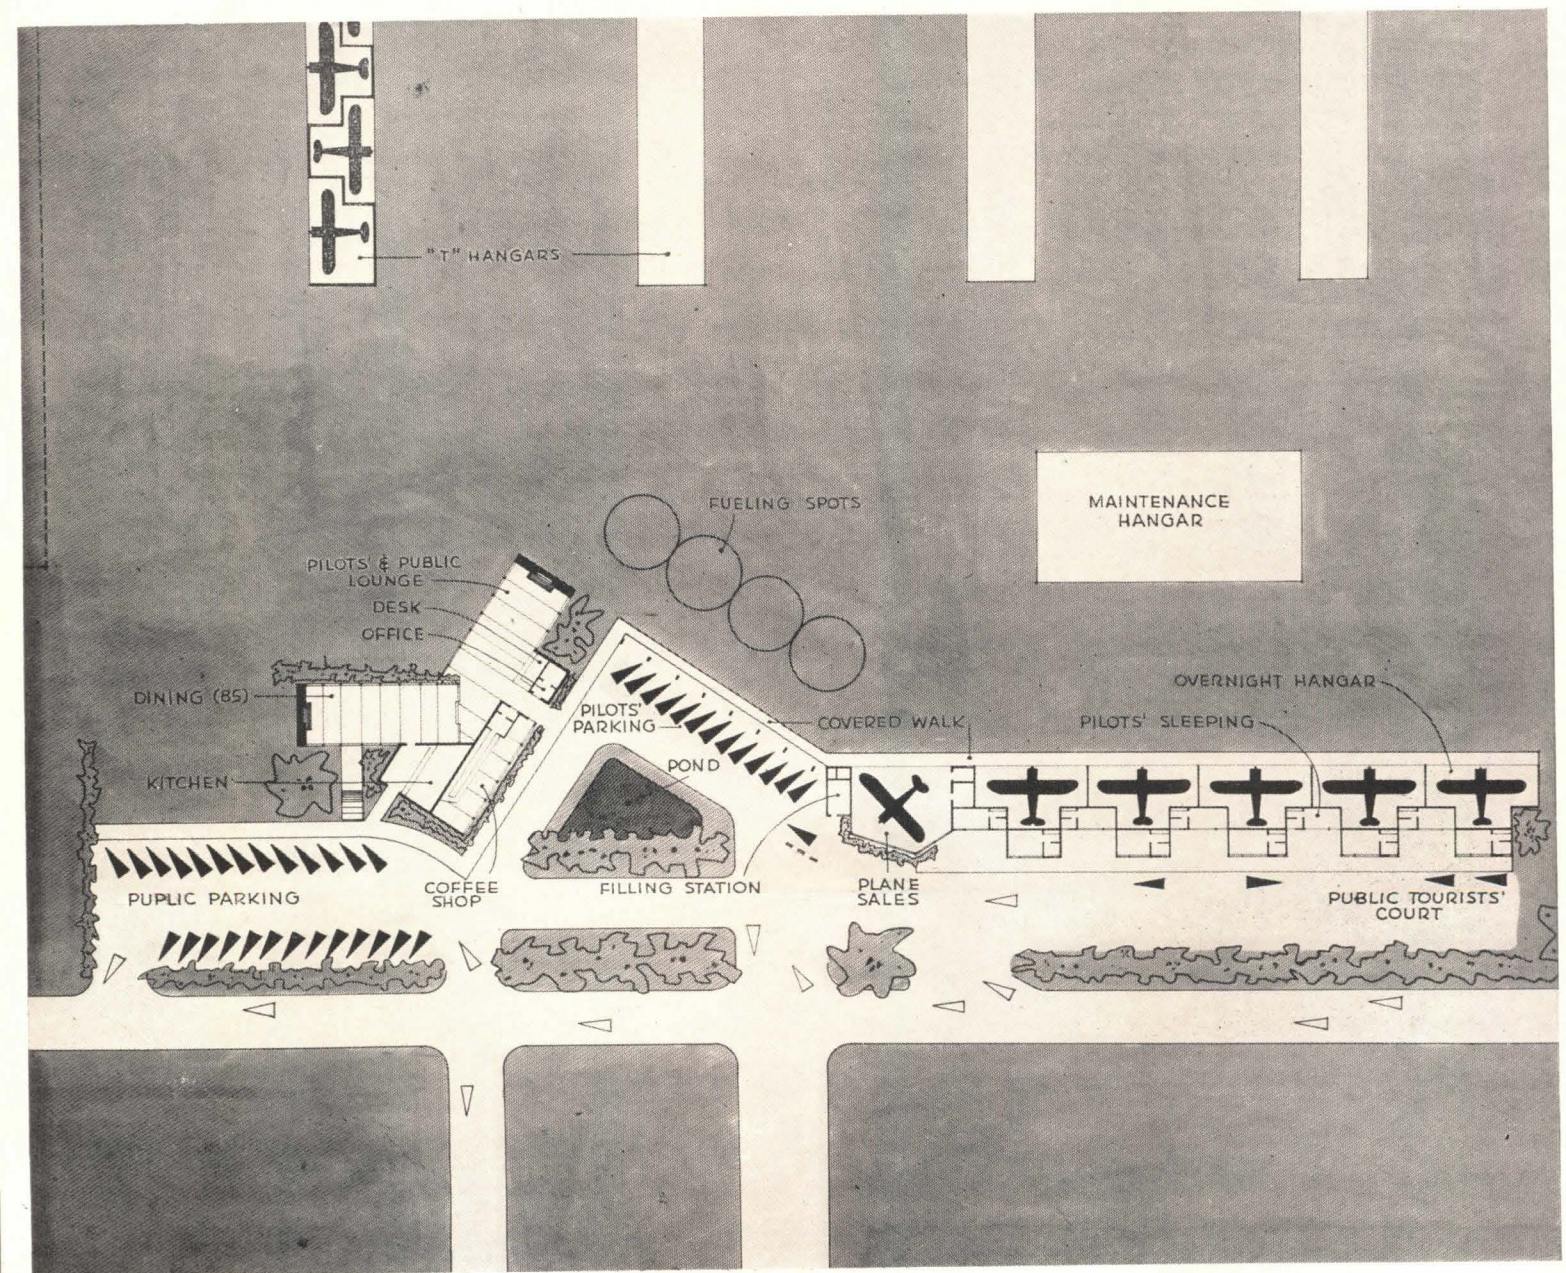 "T" HANGARS
FUELING SPOTS
MAINTENANCE
HANGAR
PILOTS' & PUBLIC
LOUNGE
DESK
OFFICE
DINING (85)
KITCHEN
PILOTS'
PARKING
POND
COVERED WALK
OVERNIGHT HANGAR
PILOTS' SLEEPING
PUPLIC PARKING
COFFEE
SHOP
FILLING STATION
PLANE
SALES
PUBLIC TOURISTS'
COURT